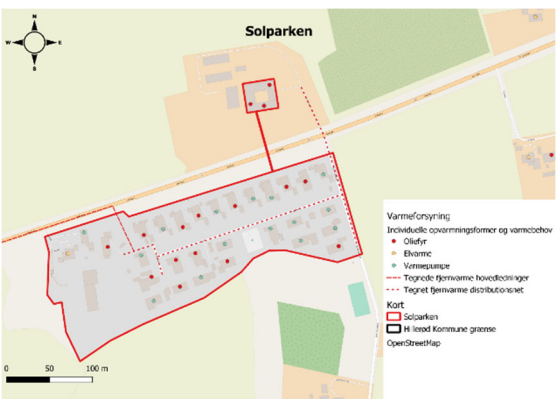 Solparken
N
W E
S
Varmeforsyning
Individuelle opvarmningsformer og varmebehov
Oliefyr
Elvarme
Varmepumpe
Tegnede fjernvarme hovedledninger
Tegnet fjernvarme distributionsnet
Kort
Solparken
Hillerød Kommune grænse
OpenStreetMap
0 50 100 m